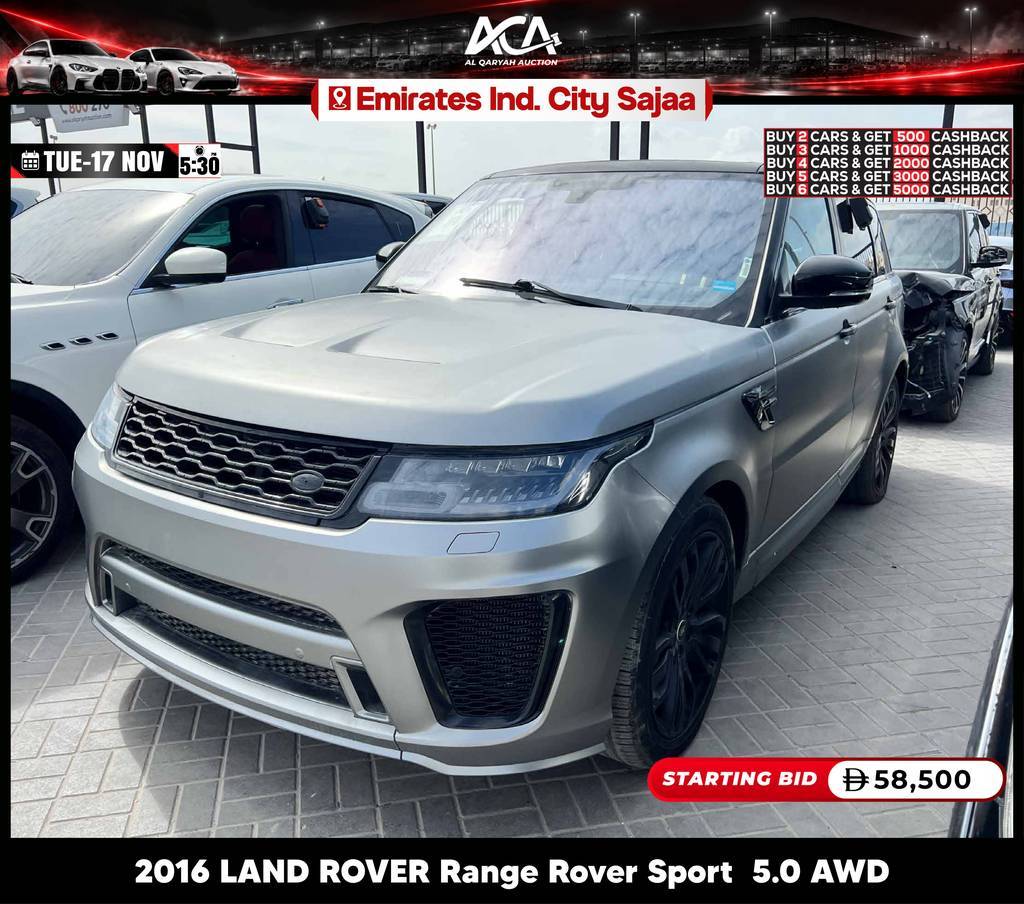 ACA
AL QARYAH AUCTION
Emirates Ind. City Sajaa
TUE-17 NOV 5:30 PM
BUY 2 CARS & GET 500 CASHBACK
BUY 3 CARS & GET 1000 CASHBACK
BUY 4 CARS & GET 2000 CASHBACK
BUY 5 CARS & GET 3000 CASHBACK
BUY 6 CARS & GET 5000 CASHBACK
STARTING BID 58,500
2016 LAND ROVER Range Rover Sport 5.0 AWD